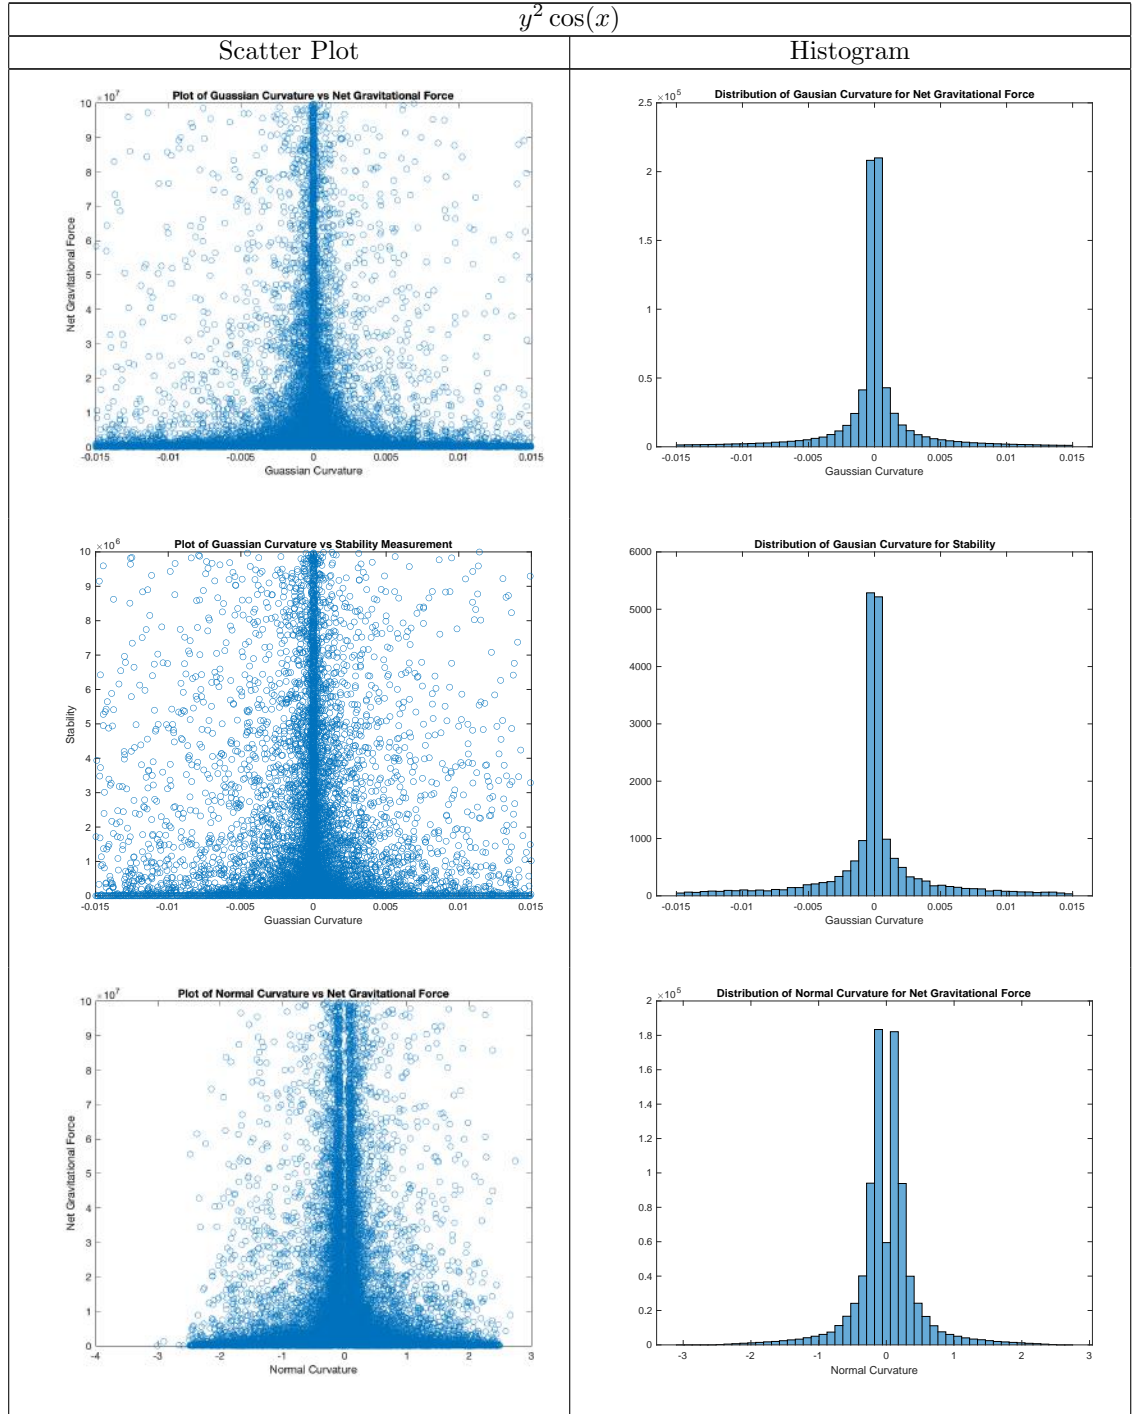 y² cos(x)
Scatter Plot
Histogram
Plot of Guassian Curvature vs Net Gravitational Force
×10⁷
10
9
8
7
6
5
4
3
2
1
0
Net Gravitational Force
-0.015 -0.01 -0.005 0 0.005 0.01 0.015
Guassian Curvature
Distribution of Gausian Curvature for Net Gravitational Force
×10⁵
2.5
2
1.5
1
0.5
0
-0.015 -0.01 -0.005 0 0.005 0.01 0.015
Gaussian Curvature
Plot of Guassian Curvature vs Stability Measurement
×10⁶
10
9
8
7
6
5
4
3
2
1
0
Stability
-0.015 -0.01 -0.005 0 0.005 0.01 0.015
Guassian Curvature
Distribution of Gausian Curvature for Stability
6000
5000
4000
3000
2000
1000
0
-0.015 -0.01 -0.005 0 0.005 0.01 0.015
Gaussian Curvature
Plot of Normal Curvature vs Net Gravitational Force
×10⁷
10
9
8
7
6
5
4
3
2
1
0
Net Gravitational Force
-4 -3 -2 -1 0 1 2 3
Normal Curvature
Distribution of Normal Curvature for Net Gravitational Force
×10⁵
2
1.8
1.6
1.4
1.2
1
0.8
0.6
0.4
0.2
0
-3 -2 -1 0 1 2 3
Normal Curvature